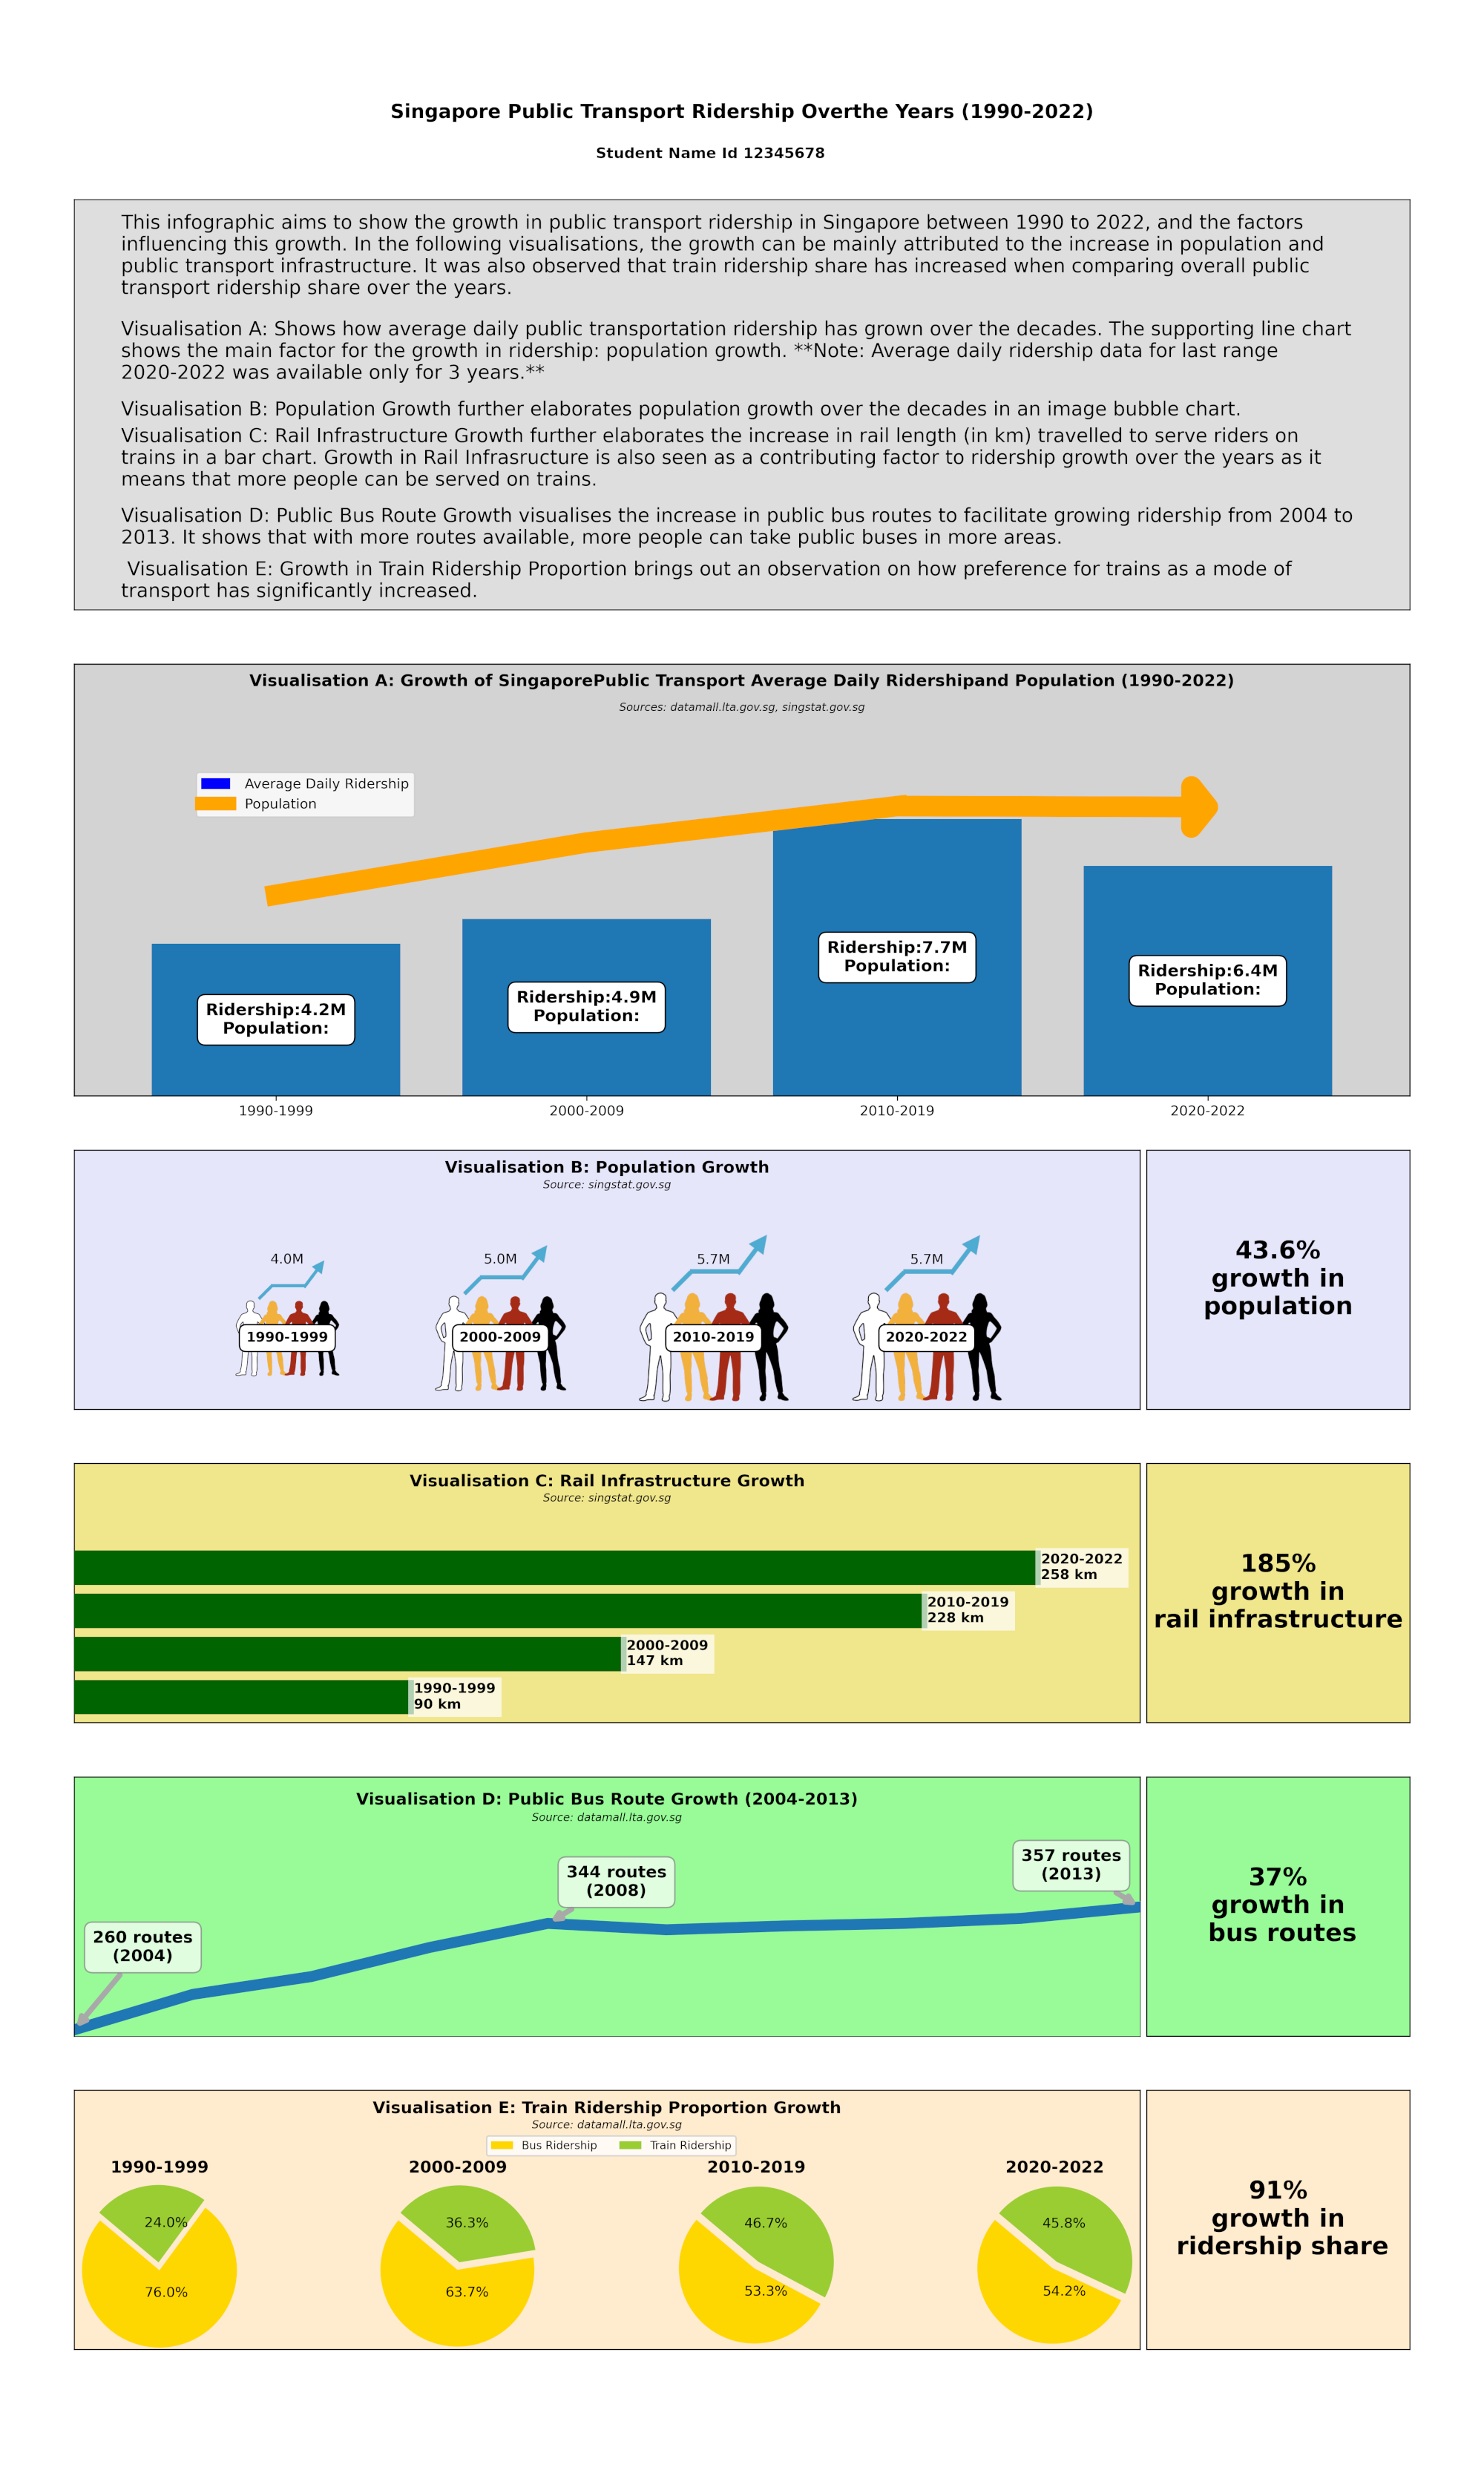 Singapore Public Transport Ridership Overthe Years (1990-2022)
Student Name Id 12345678
This infographic aims to show the growth in public transport ridership in Singapore between 1990 to 2022, and the factors
influencing this growth. In the following visualisations, the growth can be mainly attributed to the increase in population and
public transport infrastructure. It was also observed that train ridership share has increased when comparing overall public
transport ridership share over the years.
Visualisation A: Shows how average daily public transportation ridership has grown over the decades. The supporting line chart
shows the main factor for the growth in ridership: population growth. **Note: Average daily ridership data for last range
2020-2022 was available only for 3 years.**
Visualisation B: Population Growth further elaborates population growth over the decades in an image bubble chart.
Visualisation C: Rail Infrastructure Growth further elaborates the increase in rail length (in km) travelled to serve riders on
trains in a bar chart. Growth in Rail Infrasructure is also seen as a contributing factor to ridership growth over the years as it
means that more people can be served on trains.
Visualisation D: Public Bus Route Growth visualises the increase in public bus routes to facilitate growing ridership from 2004 to
2013. It shows that with more routes available, more people can take public buses in more areas.
Visualisation E: Growth in Train Ridership Proportion brings out an observation on how preference for trains as a mode of
transport has significantly increased.
Visualisation A: Growth of SingaporePublic Transport Average Daily Ridershipand Population (1990-2022)
Sources: datamall.lta.gov.sg, singstat.gov.sg
Average Daily Ridership
Population
Ridership:4.2M
Population:
Ridership:4.9M
Population:
Ridership:7.7M
Population:
Ridership:6.4M
Population:
1990-1999
2000-2009
2010-2019
2020-2022
Visualisation B: Population Growth
Source: singstat.gov.sg
4.0M
5.0M
5.7M
5.7M
1990-1999
2000-2009
2010-2019
2020-2022
43.6%
growth in
population
Visualisation C: Rail Infrastructure Growth
Source: singstat.gov.sg
2020-2022
258 km
2010-2019
228 km
2000-2009
147 km
1990-1999
90 km
185%
growth in
rail infrastructure
Visualisation D: Public Bus Route Growth (2004-2013)
Source: datamall.lta.gov.sg
260 routes
(2004)
344 routes
(2008)
357 routes
(2013)
37%
growth in
bus routes
Visualisation E: Train Ridership Proportion Growth
Source: datamall.lta.gov.sg
Bus Ridership
Train Ridership
1990-1999
2000-2009
2010-2019
2020-2022
24.0%
76.0%
36.3%
63.7%
46.7%
53.3%
45.8%
54.2%
91%
growth in
ridership share